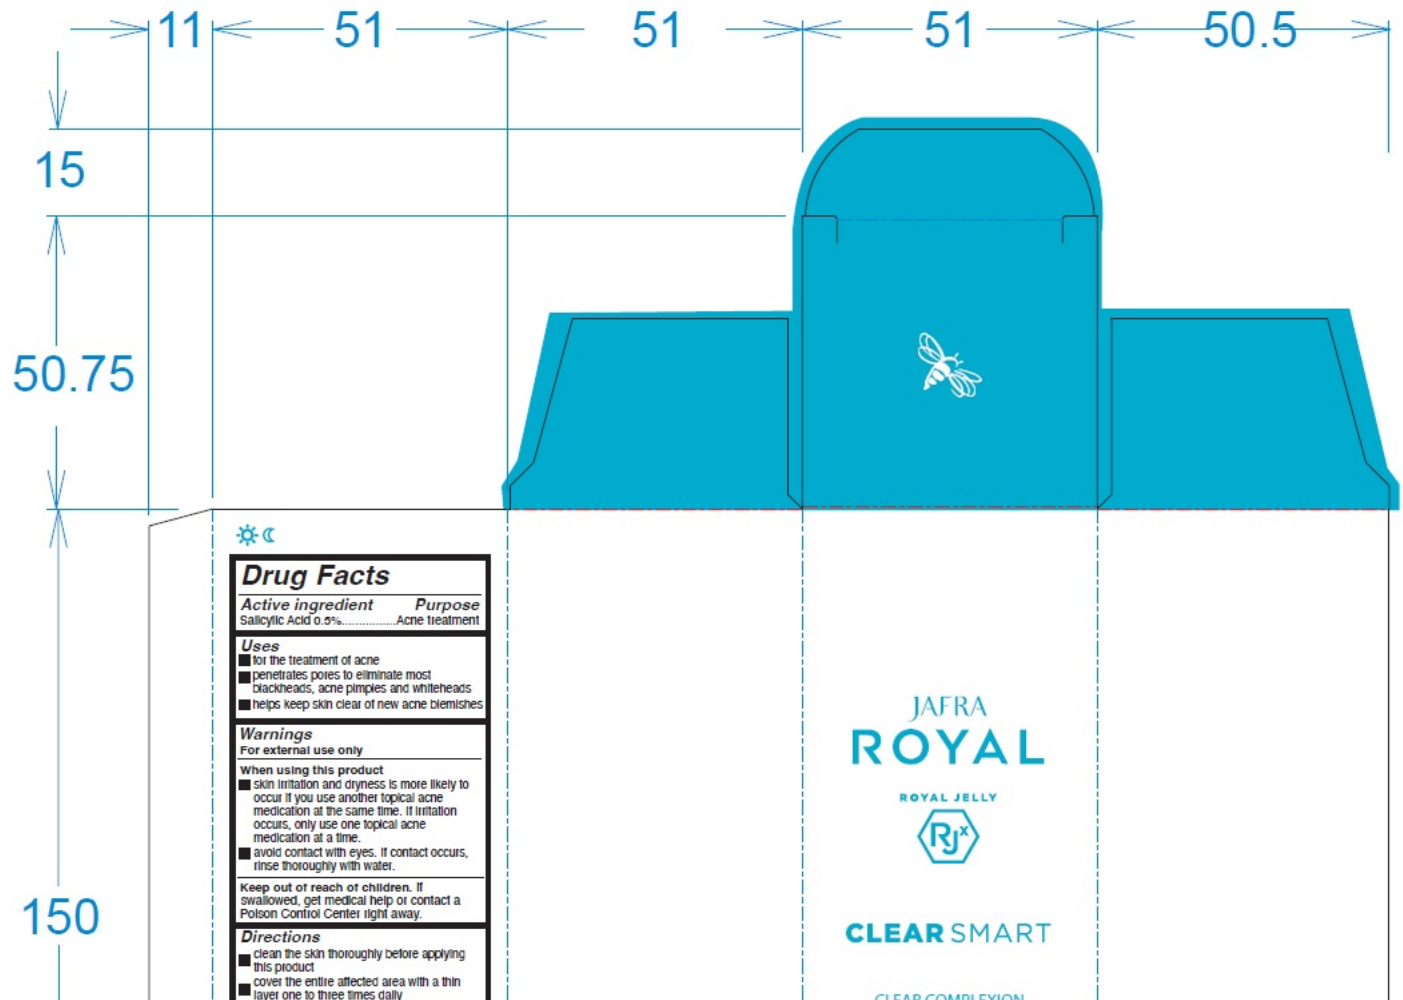 11 51 51 51 50.5
15
50.75
150
Drug Facts
Active ingredient Purpose
Salicylic Acid 0.5%................Acne treatment
Uses
for the treatment of acne
penetrates pores to eliminate most
blackheads, acne pimples and whiteheads
helps keep skin clear of new acne blemishes
Warnings
For external use only
When using this product
skin irritation and dryness is more likely to
occur if you use another topical acne
medication at the same time. If irritation
occurs, only use one topical acne
medication at a time.
avoid contact with eyes. If contact occurs,
rinse thoroughly with water.
Keep out of reach of children. If
swallowed, get medical help or contact a
Poison Control Center right away.
Directions
clean the skin thoroughly before applying
this product
cover the entire affected area with a thin
layer one to three times daily
JAFRA
ROYAL
ROYAL JELLY
RJx
CLEAR SMART
CLEAR COMPLEXION